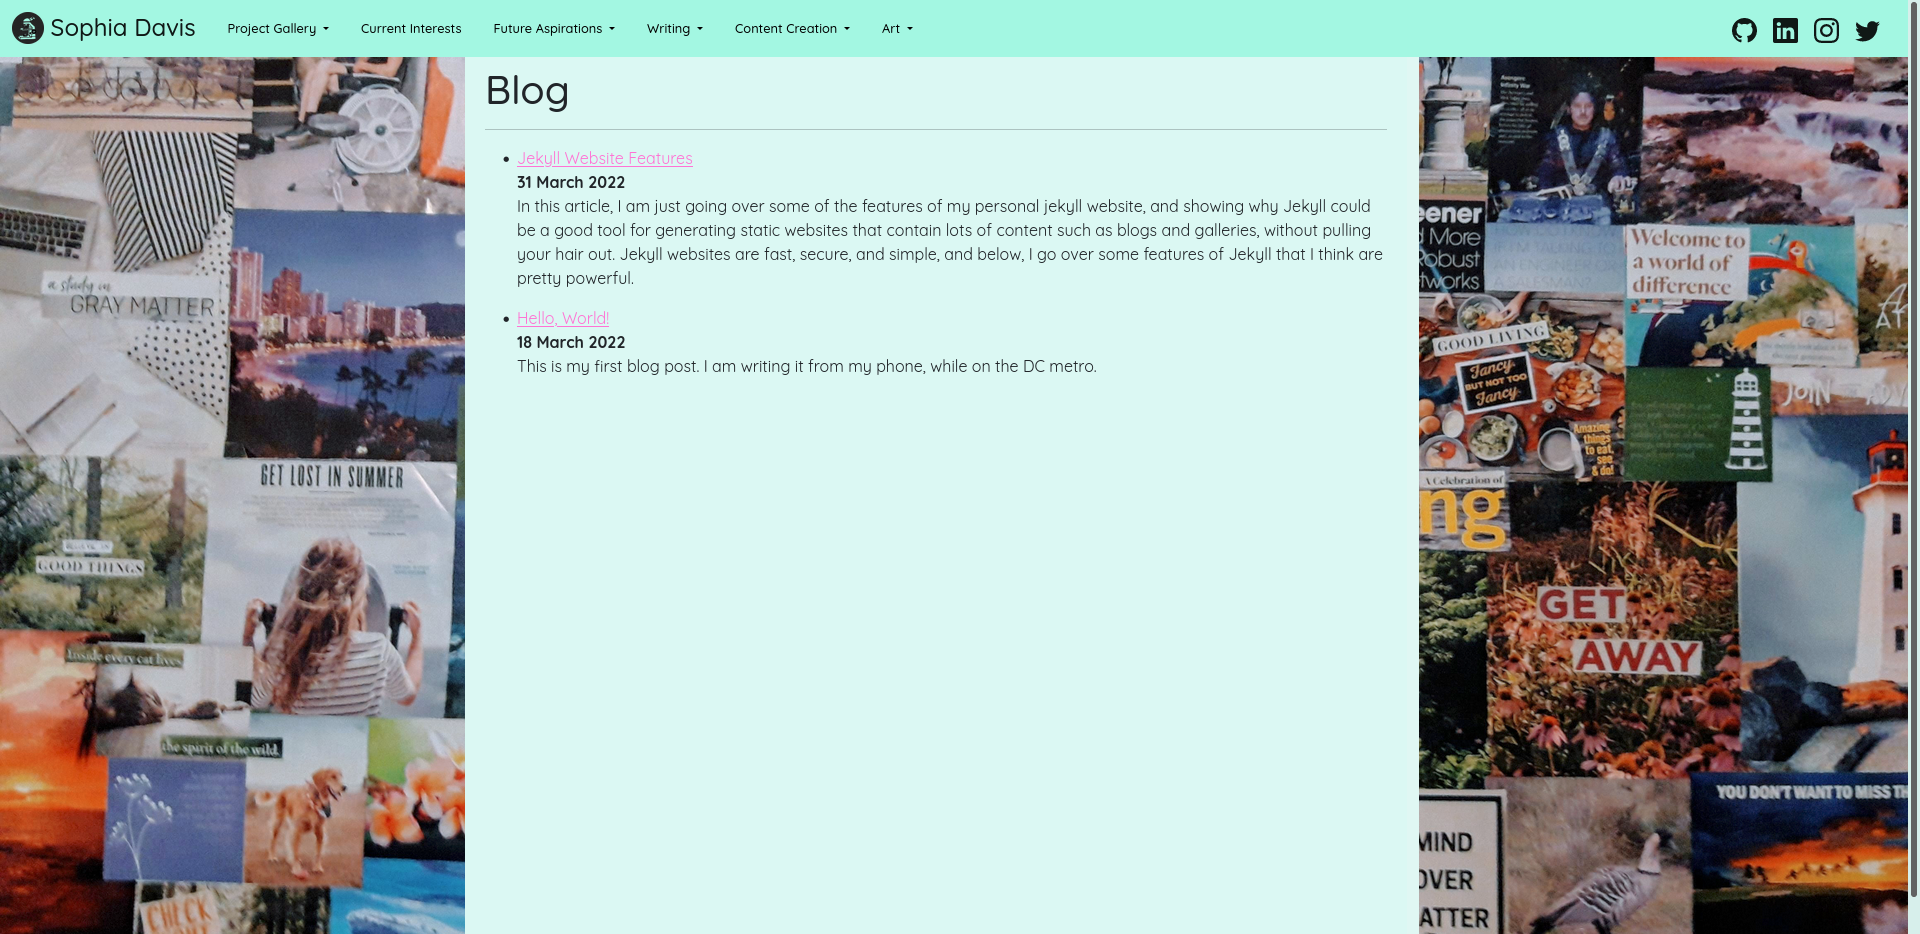 Sophia Davis
Project Gallery
Current Interests
Future Aspirations
Writing
Content Creation
Art
Blog
Jekyll Website Features
31 March 2022
In this article, I am just going over some of the features of my personal jekyll website, and showing why Jekyll could
be a good tool for generating static websites that contain lots of content such as blogs and galleries, without pulling
your hair out. Jekyll websites are fast, secure, and simple, and below, I go over some features of Jekyll that I think are
pretty powerful.
Hello, World!
18 March 2022
This is my first blog post. I am writing it from my phone, while on the DC metro.
a study in
GRAY MATTER
GET LOST IN SUMMER
GOOD THINGS
Inside every cat lives
the spirit of the wild.
CHECK
Avengers
Infinity War
eener
More
Robust
tworks
Welcome to
a world of
difference
GOOD LIVING
Fancy
BUT NOT TOO
Fancy
JOIN
Amazing
things
to eat,
see
& do!
A Celebration of
ng
GET
AWAY
YOU DON'T WANT TO MISS TH
MIND
OVER
ATTER